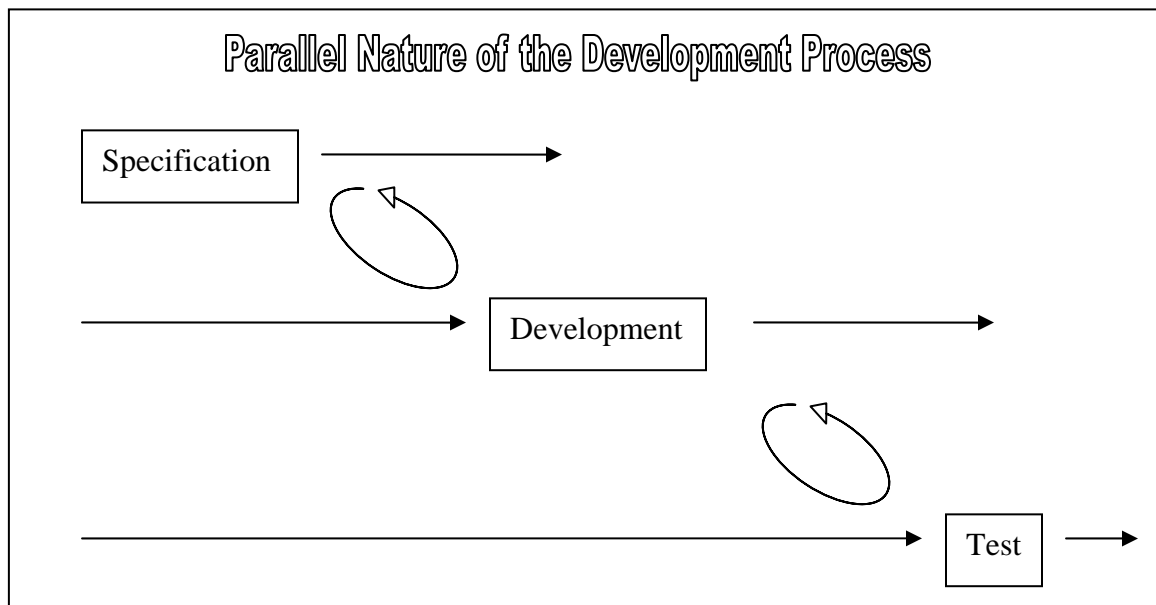 Parallel Nature of the Development Process
Specification
Development
Test